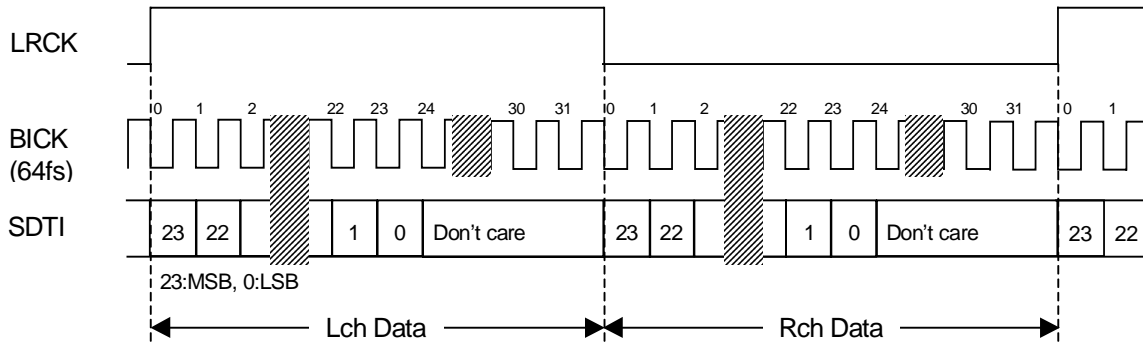 LRCK
0 1 2 22 23 24 30 31 0 1 2 22 23 24 30 31 0 1
BICK
(64fs)
SDTI 23 22 1 0 Don't care 23 22 1 0 Don't care 23 22
23:MSB, 0:LSB
Lch Data Rch Data